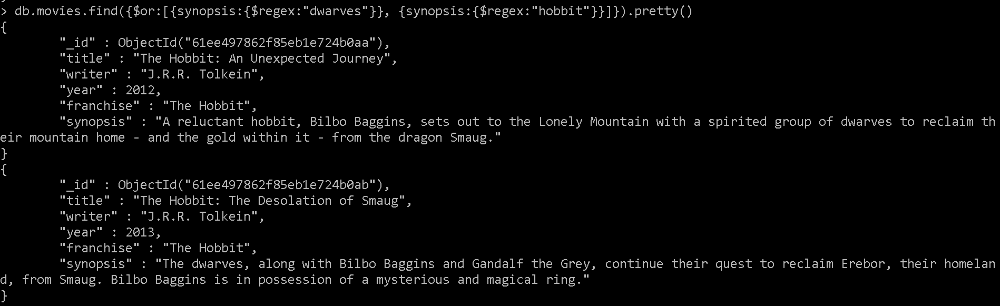 > db.movies.find({$or:[{synopsis:{$regex:"dwarves"}}, {synopsis:{$regex:"hobbit"}}]}).pretty()
{
        "_id" : ObjectId("61ee497862f85eb1e724b0aa"),
        "title" : "The Hobbit: An Unexpected Journey",
        "writer" : "J.R.R. Tolkein",
        "year" : 2012,
        "franchise" : "The Hobbit",
        "synopsis" : "A reluctant hobbit, Bilbo Baggins, sets out to the Lonely Mountain with a spirited group of dwarves to reclaim th
eir mountain home - and the gold within it - from the dragon Smaug."
}
{
        "_id" : ObjectId("61ee497862f85eb1e724b0ab"),
        "title" : "The Hobbit: The Desolation of Smaug",
        "writer" : "J.R.R. Tolkein",
        "year" : 2013,
        "franchise" : "The Hobbit",
        "synopsis" : "The dwarves, along with Bilbo Baggins and Gandalf the Grey, continue their quest to reclaim Erebor, their homelan
d, from Smaug. Bilbo Baggins is in possession of a mysterious and magical ring."
}